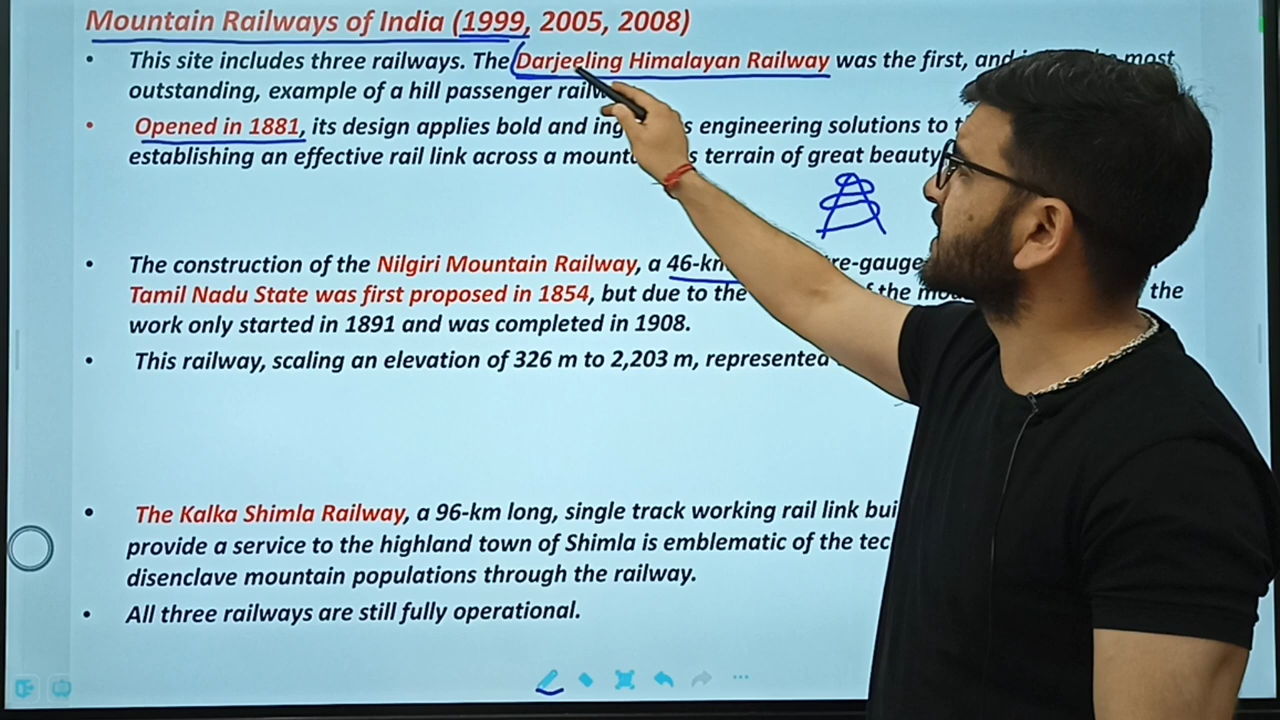 Mountain Railways of India (1999, 2005, 2008)
• This site includes three railways. The Darjeeling Himalayan Railway was the first, and most
outstanding, example of a hill passenger
• Opened in 1881, its design applies bold and engineering solutions to
establishing an effective rail link across a terrain of great beauty
• The construction of the Nilgiri Mountain Railway, a 46-km
Tamil Nadu State was first proposed in 1854, but due to the the
work only started in 1891 and was completed in 1908.
• This railway, scaling an elevation of 326 m to 2,203 m, represented
• The Kalka Shimla Railway, a 96-km long, single track working rail link
provide a service to the highland town of Shimla is emblematic of the
disenclave mountain populations through the railway.
• All three railways are still fully operational.